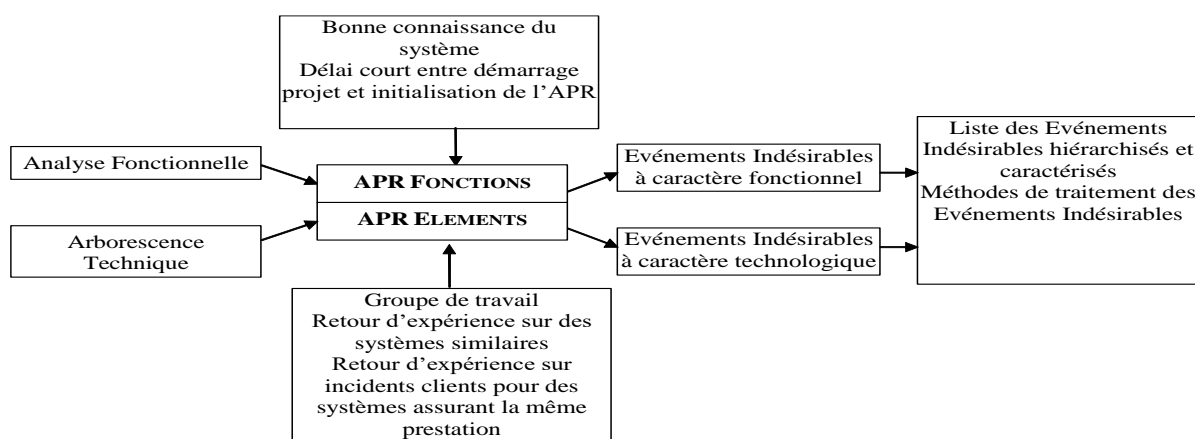 Bonne connaissance du
système
Délai court entre démarrage
projet et initialisation de l'APR
Analyse Fonctionnelle
Arborescence
Technique
APR FONCTIONS
APR ELEMENTS
Groupe de travail
Retour d'expérience sur des
systèmes similaires
Retour d'expérience sur
incidents clients pour des
systèmes assurant la même
prestation
Evénements Indésirables
à caractère fonctionnel
Evénements Indésirables
à caractère technologique
Liste des Evénements
Indésirables hiérarchisés et
caractérisés
Méthodes de traitement des
Evénements Indésirables